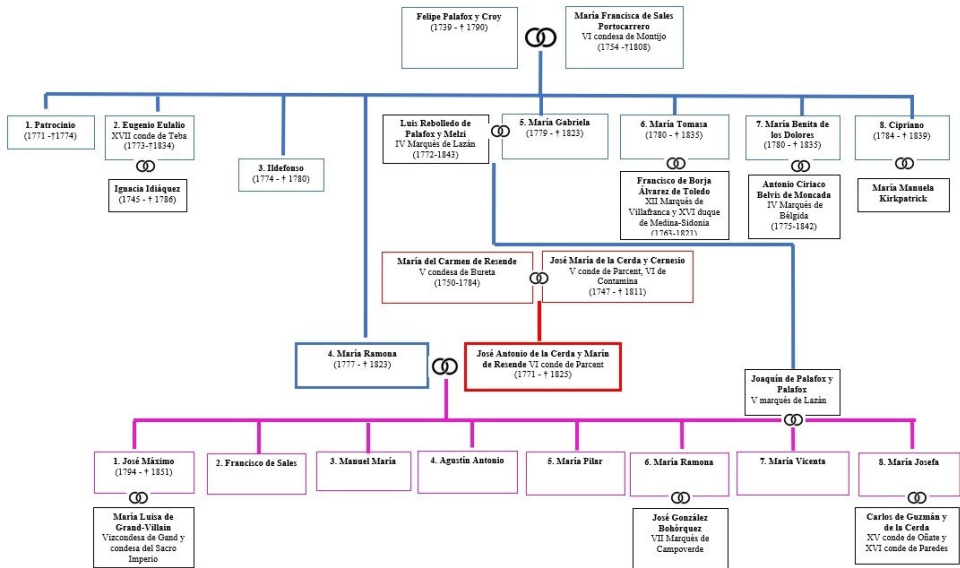 Felipe Palafox y Croy
(1739 - † 1790)
María Francisca de Sales
Portocarrero
VI condesa de Montijo
(1754 -†1808)
1. Patrocinio
(1771 -†1774)
2. Eugenio Eulalio
XVII conde de Teba
(1773-†1834)
Ignacia Idiáquez
(1745 - † 1786)
3. Ildefonso
(1774 - † 1780)
Luis Rebolledo de
Palafox y Melzi
IV Marqués de Lazán
(1772-1843)
5. María Gabriela
(1779 - † 1823)
6. María Tomasa
(1780 - † 1835)
Francisco de Borja
Álvarez de Toledo
XII Marqués de
Villafranca y XVI duque
de Medina-Sidonia
(1763-1821)
7. María Benita de
los Dolores
(1780 - † 1835)
Antonio Ciriaco
Belvis de Moncada
IV Marqués de
Bèlgida
(1775-1842)
8. Cipriano
(1784 - † 1839)
María Manuela
Kirkpatrick
María del Carmen de Resende
V condesa de Bureta
(1750-1784)
José María de la Cerda y Cernesio
V conde de Parcent, VI de
Contamina
(1747 - † 1811)
4. María Ramona
(1777 - † 1823)
José Antonio de la Cerda y Marín
de Resende VI conde de Parcent
(1771 - † 1825)
Joaquín de Palafox y
Palafox
V marqués de Lazán
1. José Máximo
(1794 - † 1851)
María Luisa de
Grand-Villain
Vizcondesa de Gand y
condesa del Sacro
Imperio
2. Francisco de Sales
3. Manuel María
4. Agustín Antonio
5. María Pilar
6. María Ramona
José González
Bohórquez
VII Marqués de
Campoverde
7. María Vicenta
8. María Josefa
Carlos de Guzmán y
de la Cerda
XV conde de Oñate y
XVI conde de Paredes